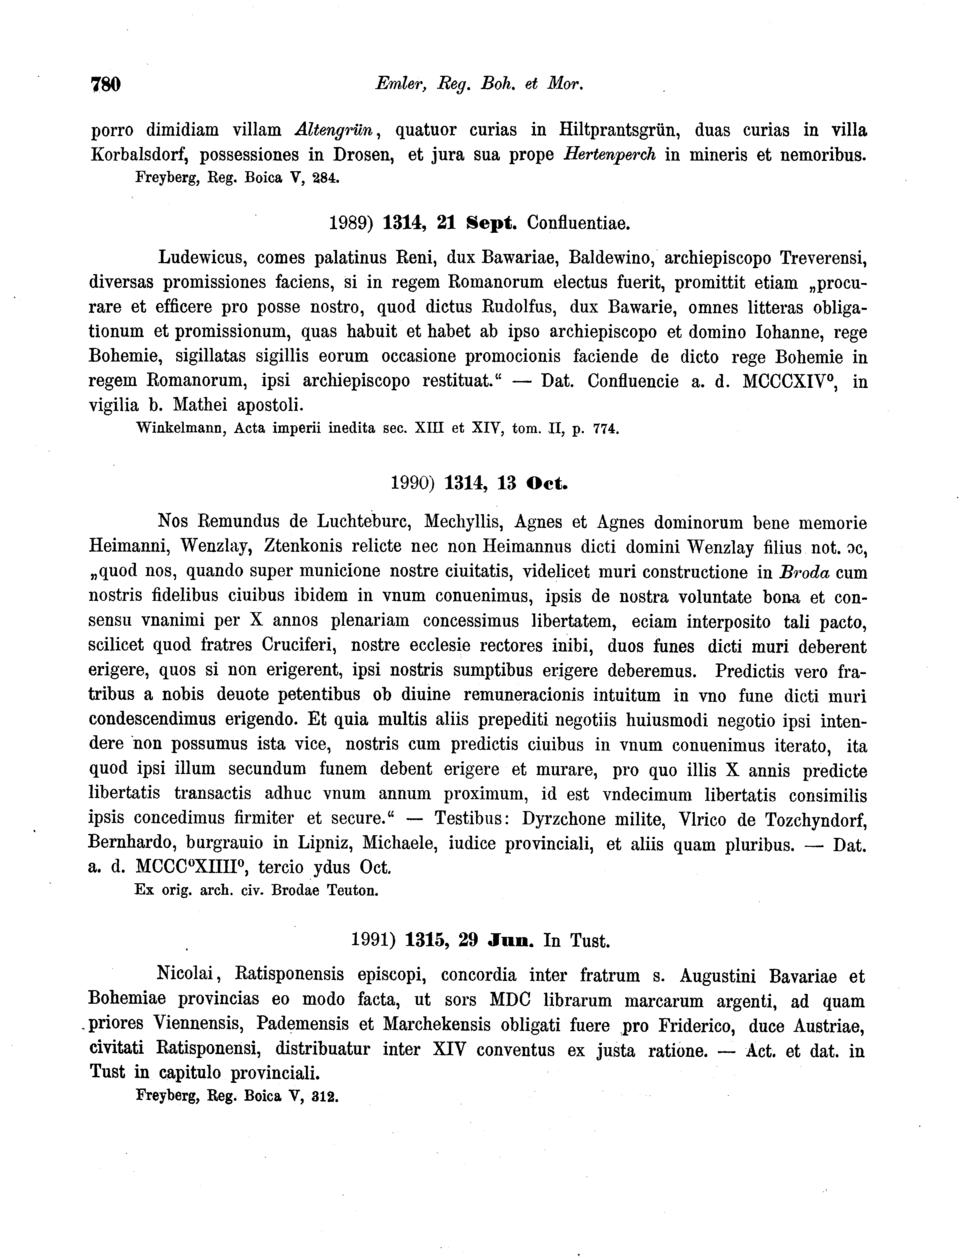 780 Emler, Reg. Boh. et Mor.
porro dimidiam villam Altengrün, quatuor curias in Hiltprantsgrün, duas curias in villa
Korbalsdorf, possessiones in Drosen, et jura sua prope Hertenperch in mineris et nemoribus.
Freyberg, Reg. Boica V, 284.
1989) 1314, 21 Sept. Confluentiae.
Ludewicus, comes palatinus Reni, dux Bawariae, Baldewino, archiepiscopo Treverensi,
diversas promissiones faciens, si in regem Romanorum electus fuerit, promittit etiam „procu-
rare et efficere pro posse nostro, quod dictus Rudolfus, dux Bawarie, omnes litteras obliga-
tionum et promissionum, quas habuit et habet ab ipso archiepiscopo et domino Iohanne, rege
Bohemie, sigillatas sigillis eorum occasione promocionis faciende de dicto rege Bohemie in
regem Romanorum, ipsi archiepiscopo restituat.“ — Dat. Confluencie a. d. MCCCXIV⁰, in
vigilia b. Mathei apostoli.
Winkelmann, Acta imperii inedita sec. XIII et XIV, tom. II, p. 774.
1990) 1314, 13 Oct.
Nos Remundus de Luchteburc, Mechyllis, Agnes et Agnes dominorum bene memorie
Heimanni, Wenzlay, Ztenkonis relicte nec non Heimannus dicti domini Wenzlay filius not. ɔc,
„quod nos, quando super municione nostre ciuitatis, videlicet muri constructione in Broda cum
nostris fidelibus ciuibus ibidem in vnum conuenimus, ipsis de nostra voluntate bona et con-
sensu vnanimi per X annos plenariam concessimus libertatem, eciam interposito tali pacto,
scilicet quod fratres Cruciferi, nostre ecclesie rectores inibi, duos funes dicti muri deberent
erigere, quos si non erigerent, ipsi nostris sumptibus erigere deberemus. Predictis vero fra-
tribus a nobis deuote petentibus ob diuine remuneracionis intuitum in vno fune dicti muri
condescendimus erigendo. Et quia multis aliis prepediti negotiis huiusmodi negotio ipsi inten-
dere non possumus ista vice, nostris cum predictis ciuibus in vnum conuenimus iterato, ita
quod ipsi illum secundum funem debent erigere et murare, pro quo illis X annis predicte
libertatis transactis adhuc vnum annum proximum, id est vndecimum libertatis consimilis
ipsis concedimus firmiter et secure.“ — Testibus: Dyrzchone milite, Vlrico de Tozchyndorf,
Bernhardo, burgrauio in Lipniz, Michaele, iudice provinciali, et aliis quam pluribus. — Dat.
a. d. MCCC⁰XIIII⁰, tercio ydus Oct.
Ex orig. arch. civ. Brodae Teuton.
1991) 1315, 29 Jun. In Tust.
Nicolai, Ratisponensis episcopi, concordia inter fratrum s. Augustini Bavariae et
Bohemiae provincias eo modo facta, ut sors MDC librarum marcarum argenti, ad quam
priores Viennensis, Pademensis et Marchekensis obligati fuere pro Friderico, duce Austriae,
civitati Ratisponensi, distribuatur inter XIV conventus ex justa ratione. — Act. et dat. in
Tust in capitulo provinciali.
Freyberg, Reg. Boica V, 312.